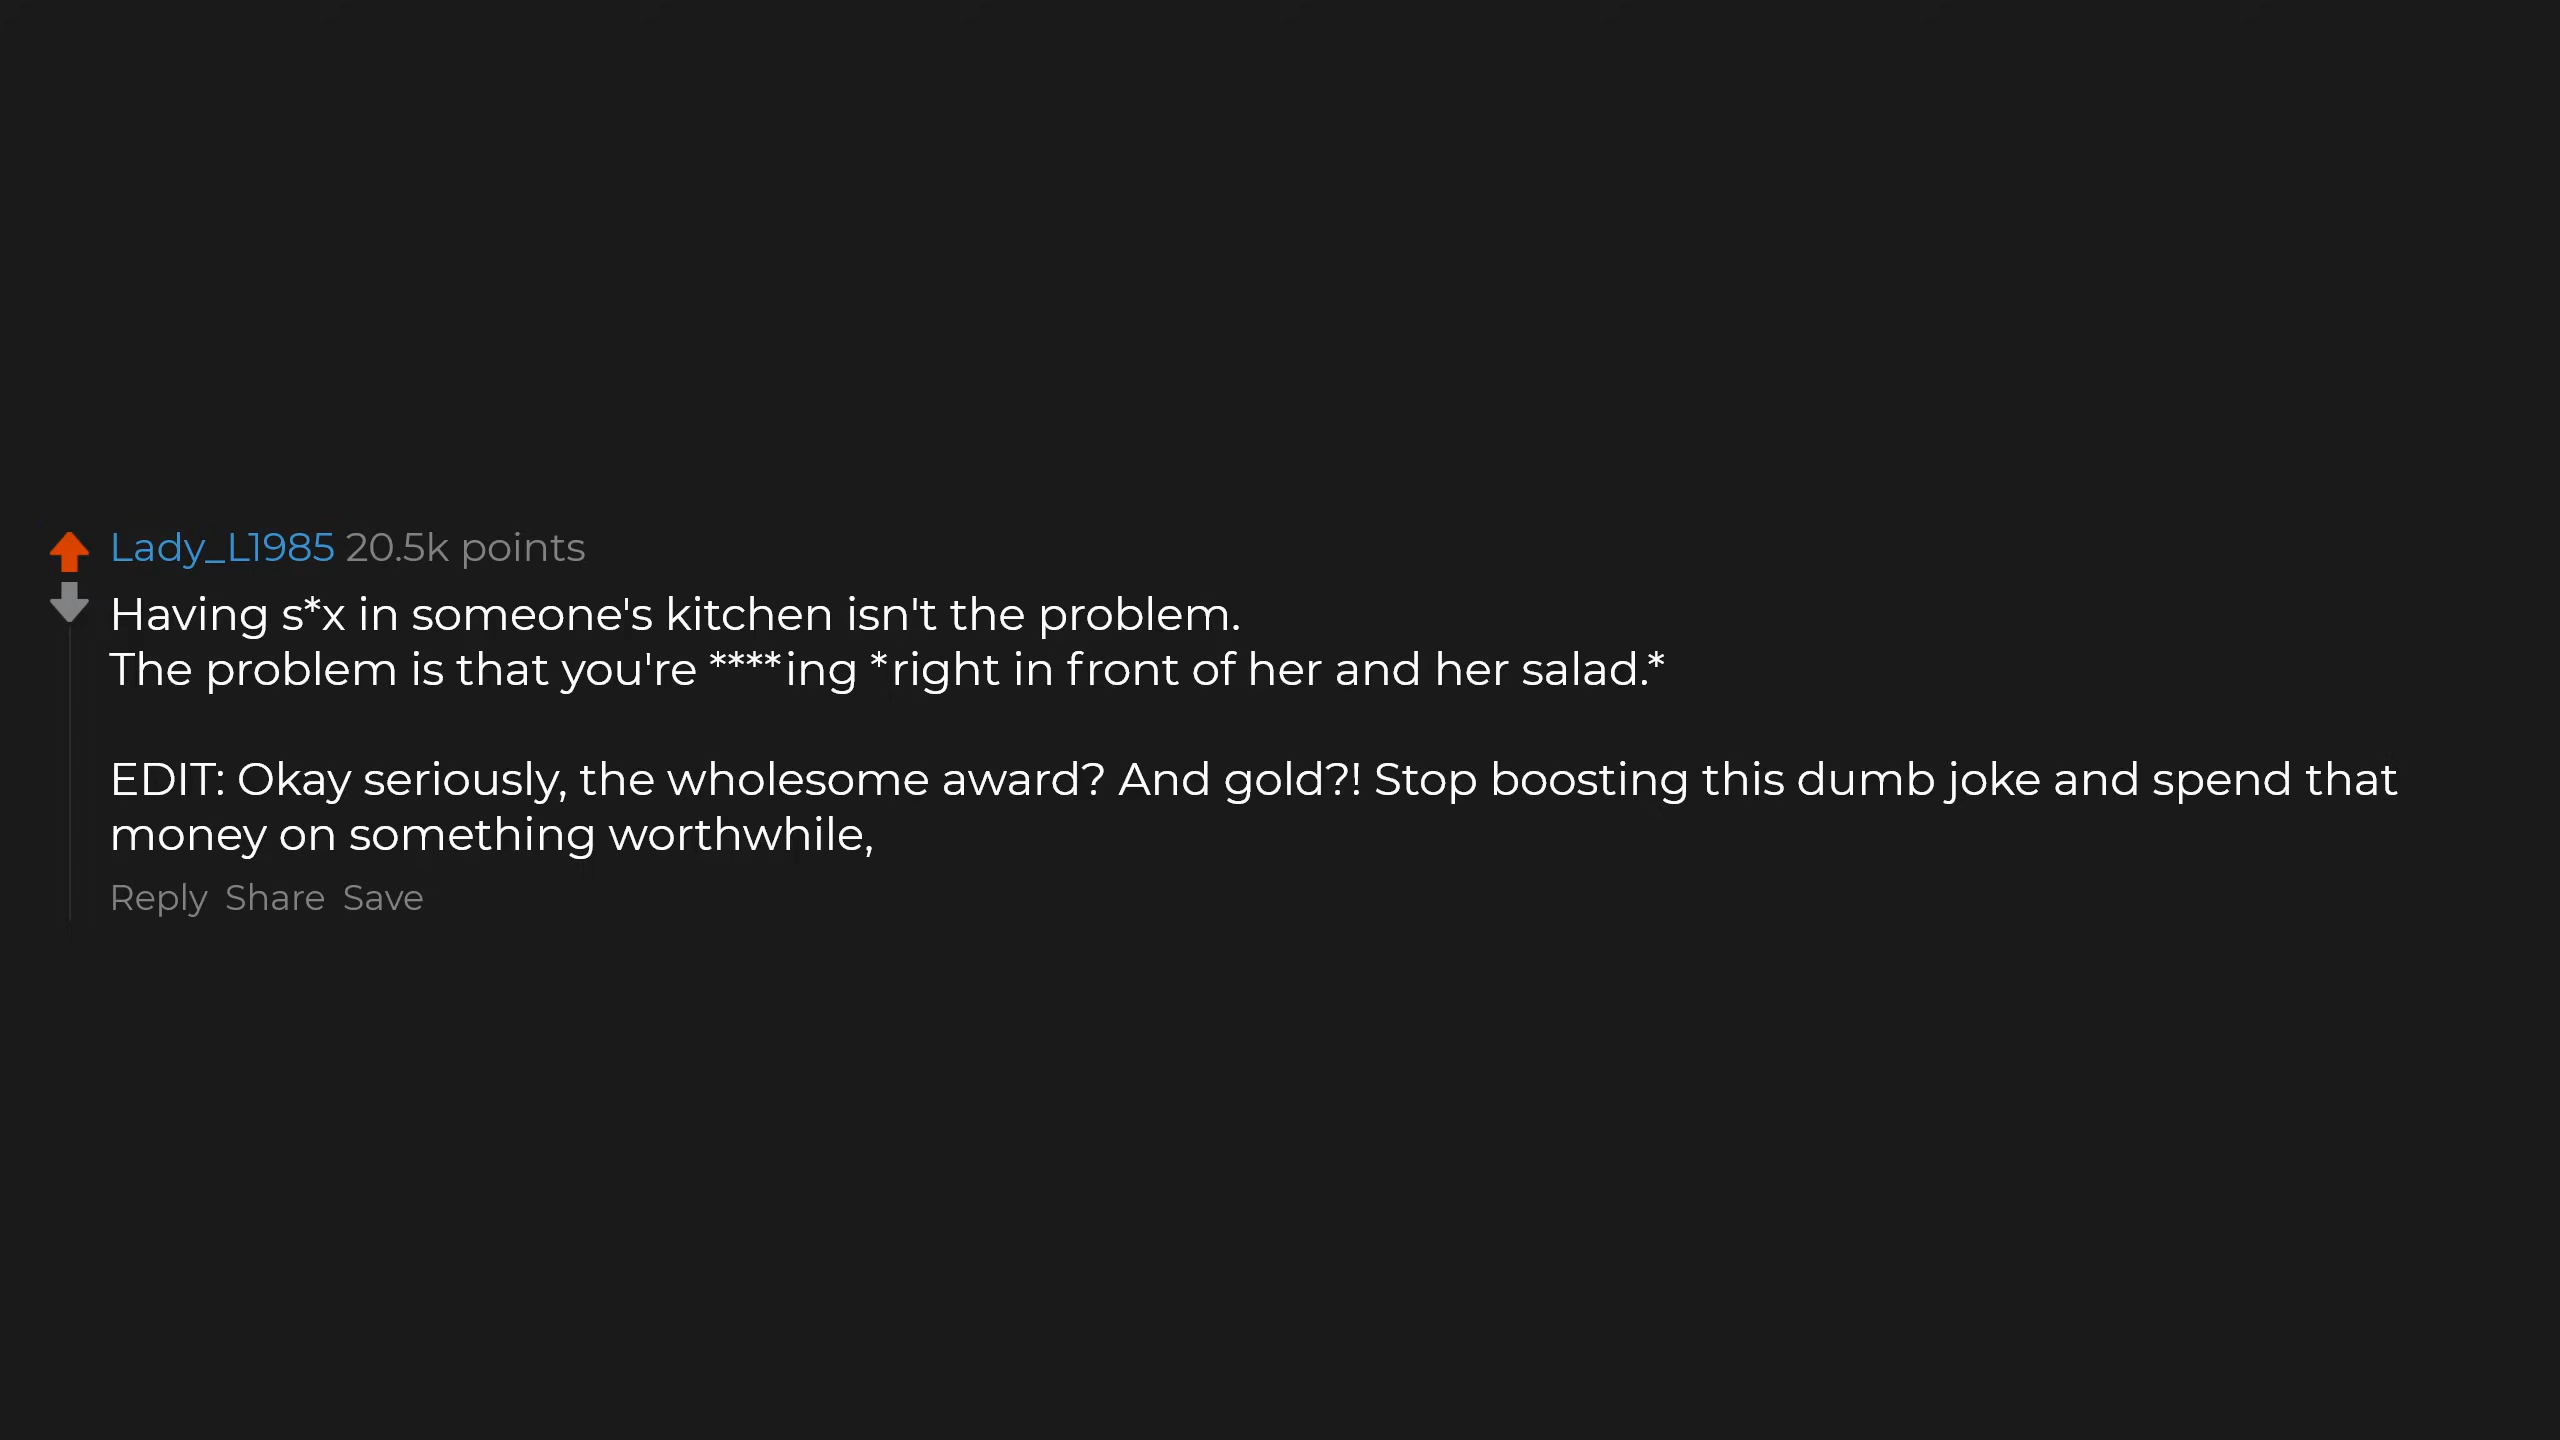 Lady_L1985 20.5k points
Having s*x in someone's kitchen isn't the problem.
The problem is that you're ****ing *right in front of her and her salad.*
EDIT: Okay seriously, the wholesome award? And gold?! Stop boosting this dumb joke and spend that
money on something worthwhile,
Reply Share Save